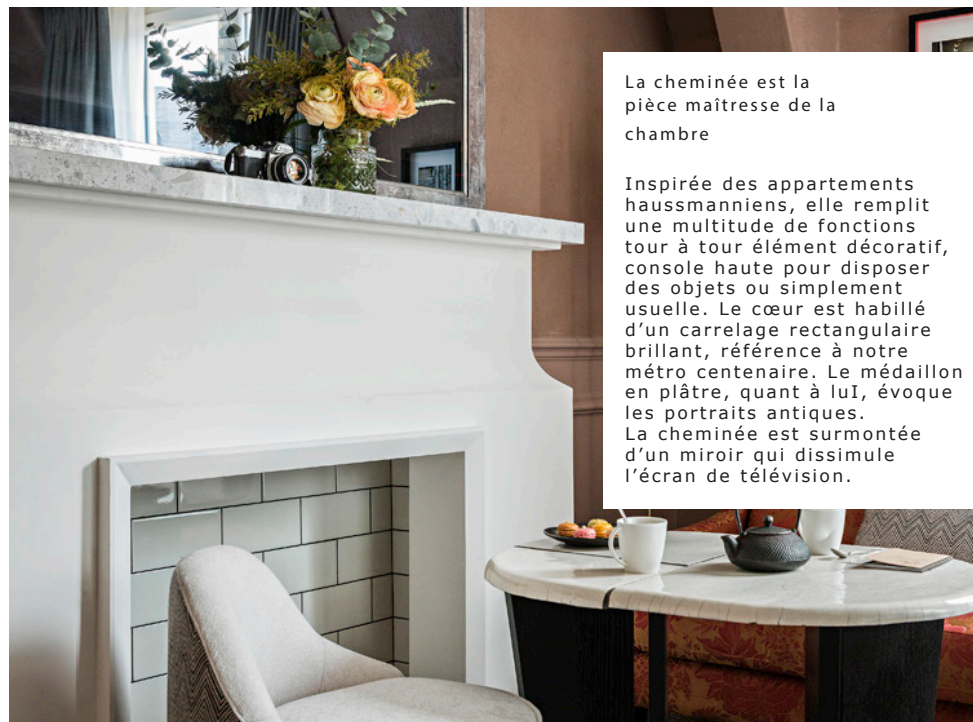 La cheminée est la
pièce maîtresse de la
chambre
Inspirée des appartements
haussmanniens, elle remplit
une multitude de fonctions
tour à tour élément décoratif,
console haute pour disposer
des objets ou simplement
usuelle. Le cœur est habillé
d’un carrelage rectangulaire
brillant, référence à notre
métro centenaire. Le médaillon
en plâtre, quant à luI, évoque
les portraits antiques.
La cheminée est surmontée
d’un miroir qui dissimule
l’écran de télévision.